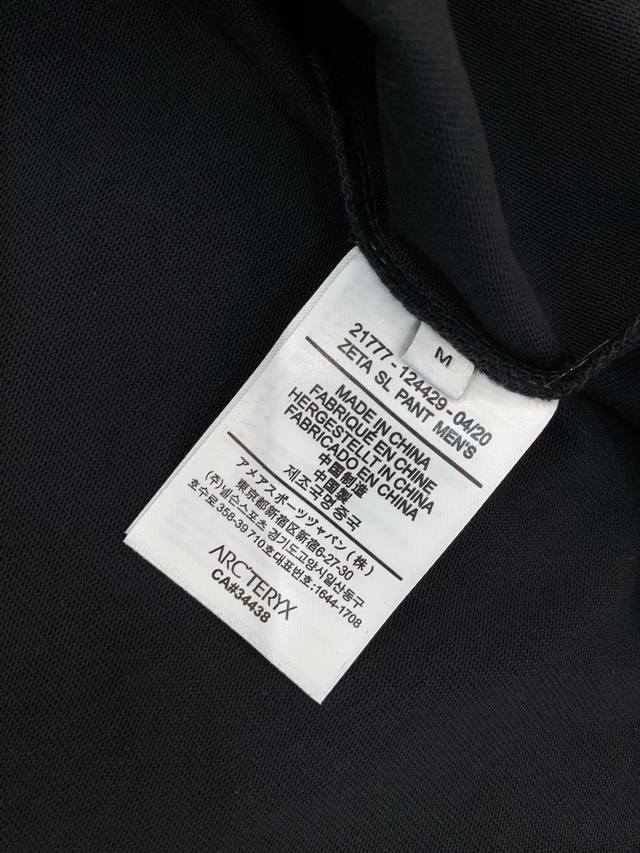 M
21777 - 124429 - 04/20
ZETA SL PANT MEN'S
MADE IN CHINA
FABRIQUÉ EN CHINE
HERGESTELLT IN CHINA
FABRICADO EN CHINA
中国制造
中國製
제조국명중국
アメアスポーツジャパン (株)
東京都新宿区新宿6-27-30
(주)넬슨스포츠 경기도고양시일산동구
호수로 358-39 710호대표번호:1644-1708
ARC'TERYX
CA#34438